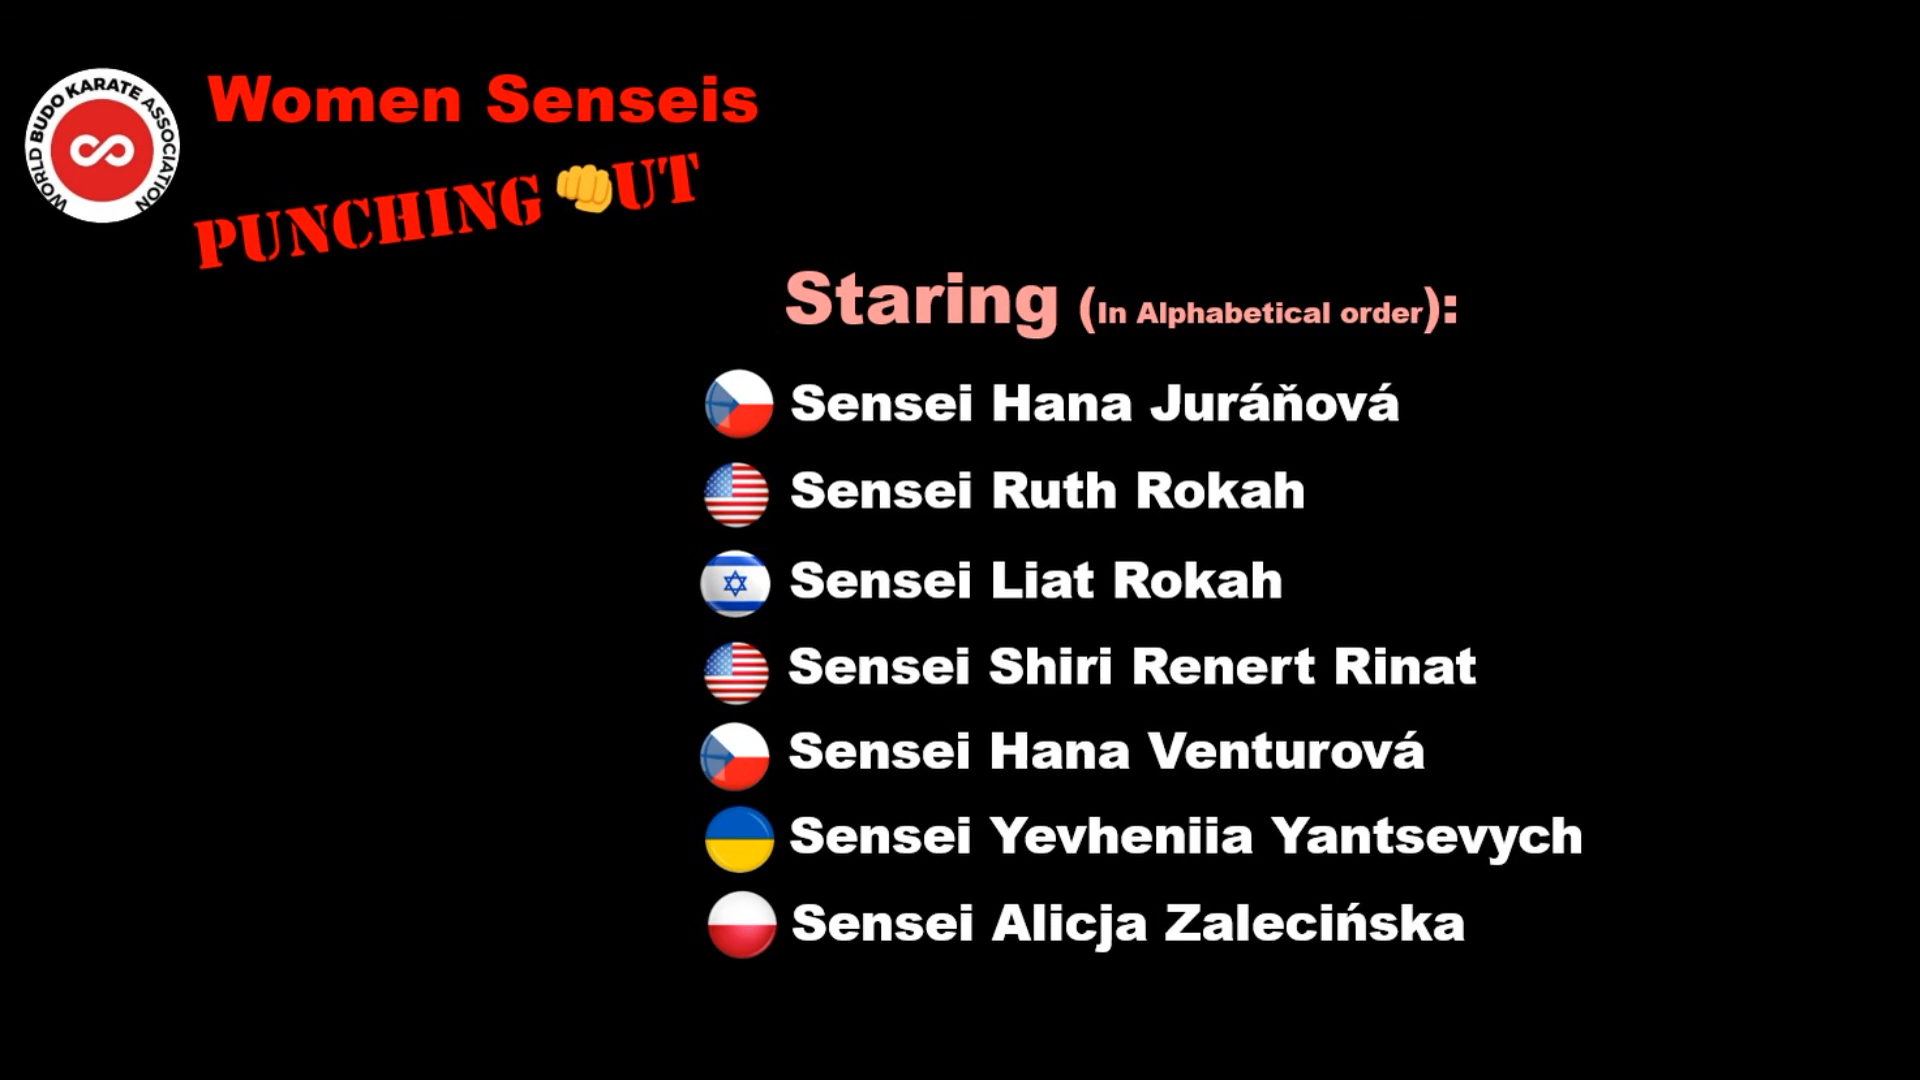 WORLD BUDO KARATE ASSOCIATION
Women Senseis
PUNCHING 👊UT
Staring (In Alphabetical order):
Sensei Hana Juráňová
Sensei Ruth Rokah
Sensei Liat Rokah
Sensei Shiri Renert Rinat
Sensei Hana Venturová
Sensei Yevheniia Yantsevych
Sensei Alicja Zalecińska